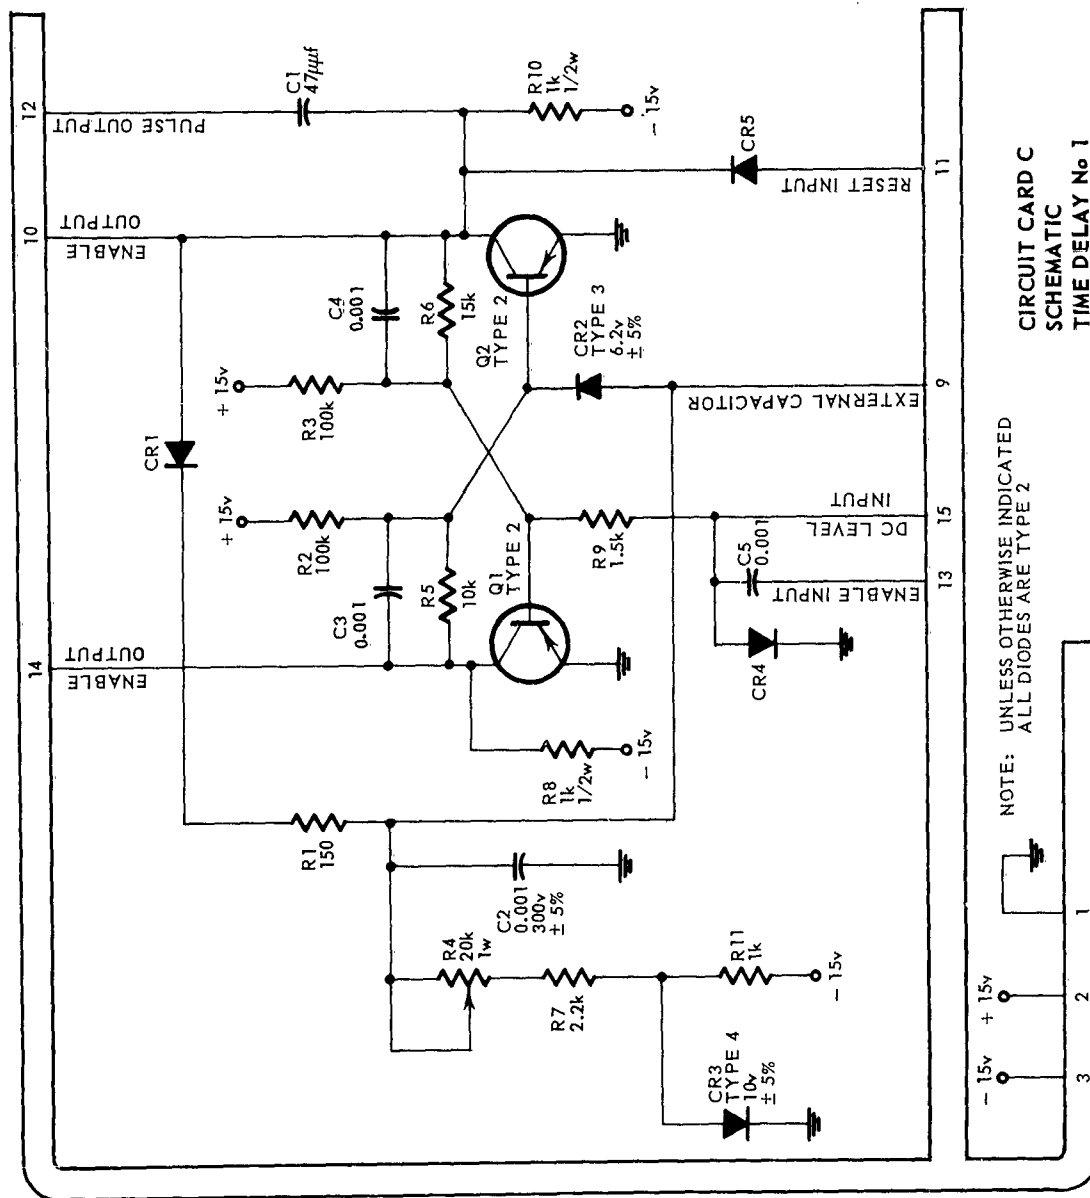 12
10
14
PULSE OUTPUT
ENABLE
OUTPUT
ENABLE
OUTPUT
C1
47μμf
R10
1k
1/2w
- 15v
CR5
RESET INPUT
11
CR1
+ 15v
R3
100k
C4
0.001
R6
15k
Q2
TYPE 2
CR2
TYPE 3
6.2v
± 5%
EXTERNAL CAPACITOR
9
+ 15v
R2
100k
C3
0.001
R5
10k
Q1
TYPE 2
R9
1.5k
DC LEVEL
INPUT
15
C5
0.001
ENABLE INPUT
13
CR4
R8
1k
1/2w
- 15v
R1
150
C2
0.001
300v
± 5%
R4
20k
1w
R7
2.2k
R11
1k
- 15v
CR3
TYPE 4
10v
± 5%
NOTE: UNLESS OTHERWISE INDICATED
ALL DIODES ARE TYPE 2
- 15v
+ 15v
3
2
1
CIRCUIT CARD C
SCHEMATIC
TIME DELAY No 1